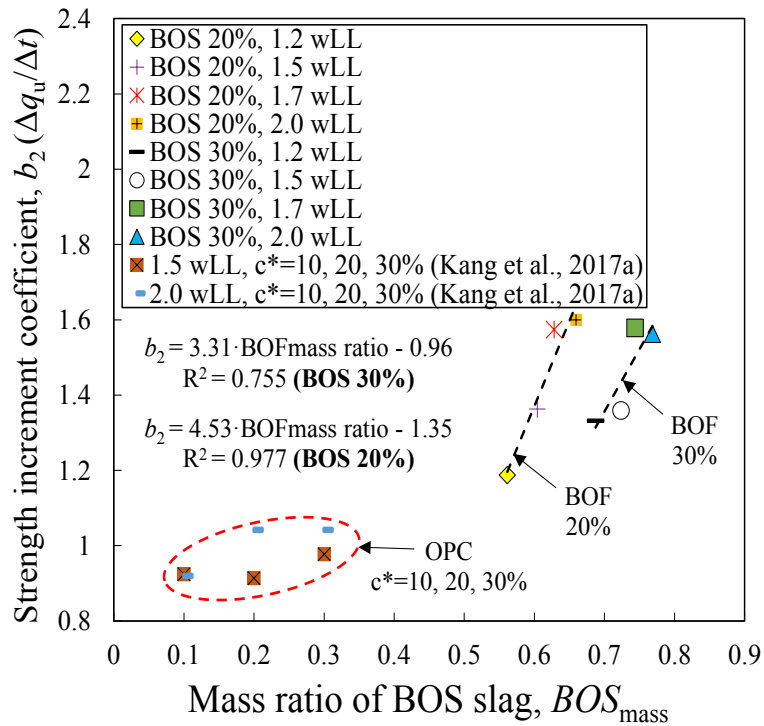 Strength increment coefficient, b₂ (Δqᵤ/Δt)
2.4
2.2
2
1.8
1.6
1.4
1.2
1
0.8
BOS 20%, 1.2 wLL
BOS 20%, 1.5 wLL
BOS 20%, 1.7 wLL
BOS 20%, 2.0 wLL
BOS 30%, 1.2 wLL
BOS 30%, 1.5 wLL
BOS 30%, 1.7 wLL
BOS 30%, 2.0 wLL
1.5 wLL, c*=10, 20, 30% (Kang et al., 2017a)
2.0 wLL, c*=10, 20, 30% (Kang et al., 2017a)
b₂ = 3.31·BOFmass ratio - 0.96
R² = 0.755 (BOS 30%)
b₂ = 4.53·BOFmass ratio - 1.35
R² = 0.977 (BOS 20%)
BOF
30%
BOF
20%
OPC
c*=10, 20, 30%
0 0.1 0.2 0.3 0.4 0.5 0.6 0.7 0.8 0.9
Mass ratio of BOS slag, BOSmass